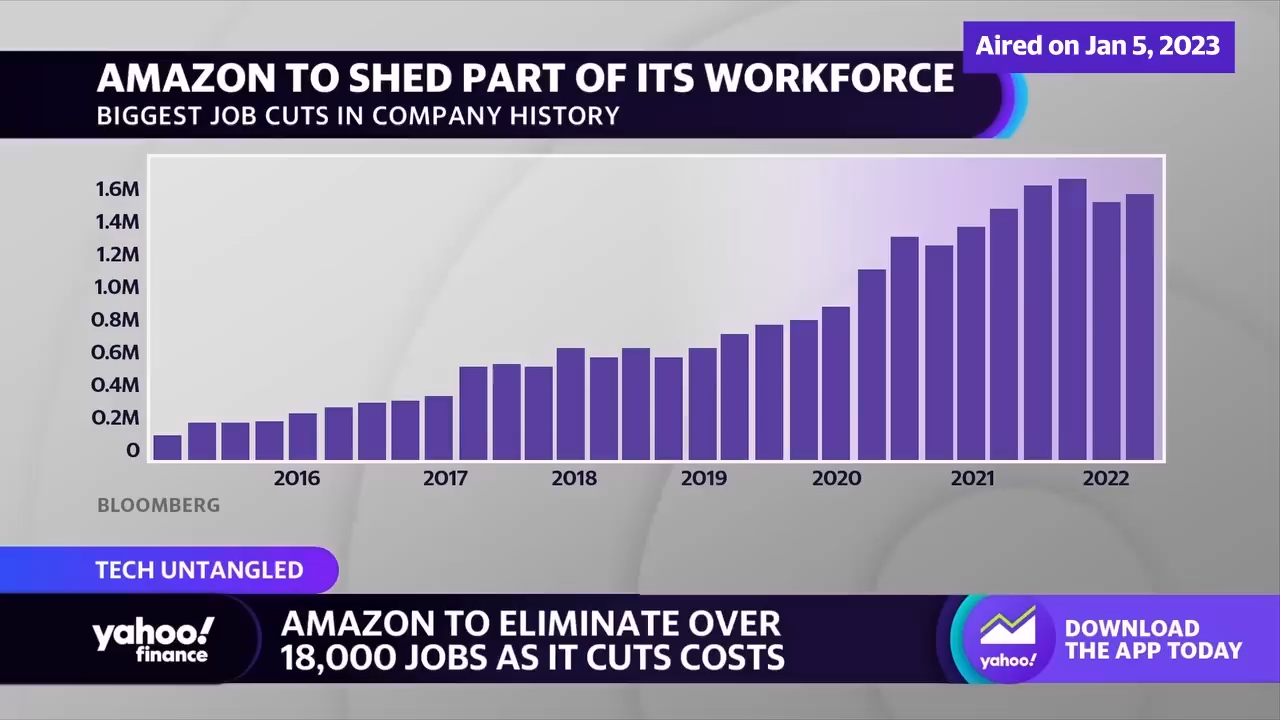 Aired on Jan 5, 2023
AMAZON TO SHED PART OF ITS WORKFORCE
BIGGEST JOB CUTS IN COMPANY HISTORY
1.6M
1.4M
1.2M
1.0M
0.8M
0.6M
0.4M
0.2M
0
2016 2017 2018 2019 2020 2021 2022
BLOOMBERG
TECH UNTANGLED
yahoo!
finance
AMAZON TO ELIMINATE OVER
18,000 JOBS AS IT CUTS COSTS
yahoo!
DOWNLOAD
THE APP TODAY